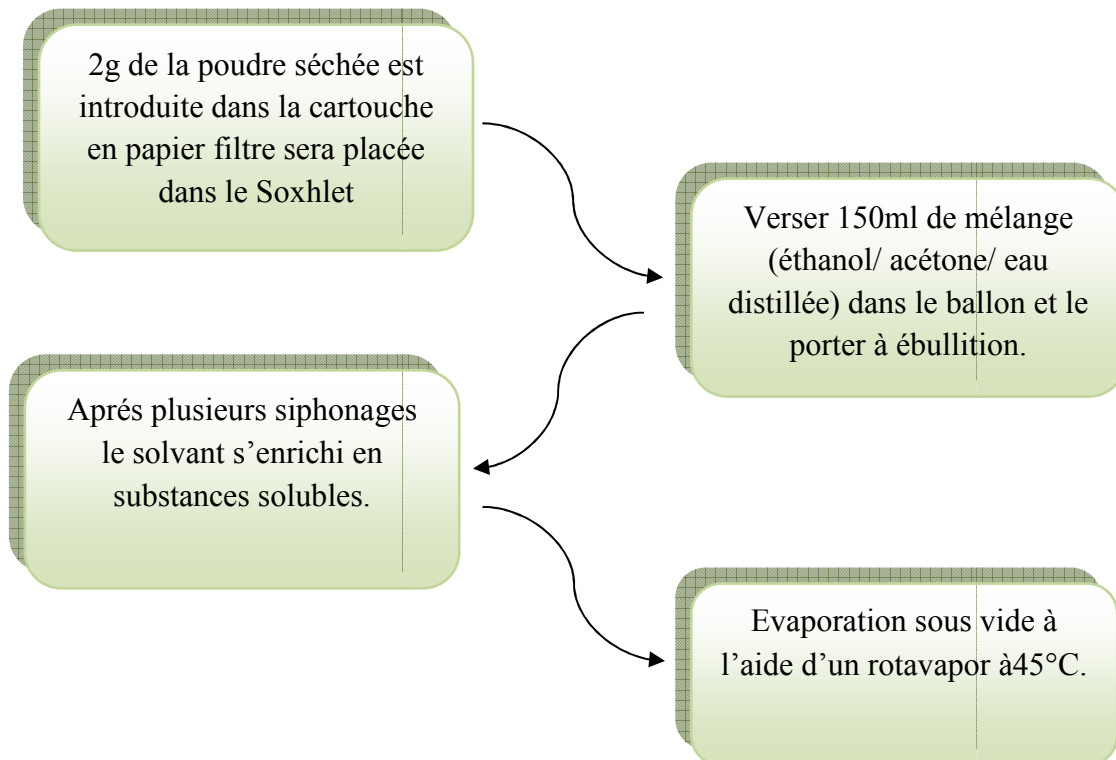 2g de la poudre séchée est
introduite dans la cartouche
en papier filtre sera placée
dans le Soxhlet
Verser 150ml de mélange
(éthanol/ acétone/ eau
distillée) dans le ballon et le
porter à ébullition.
Aprés plusieurs siphonages
le solvant s’enrichi en
substances solubles.
Evaporation sous vide à
l’aide d’un rotavapor à45°C.